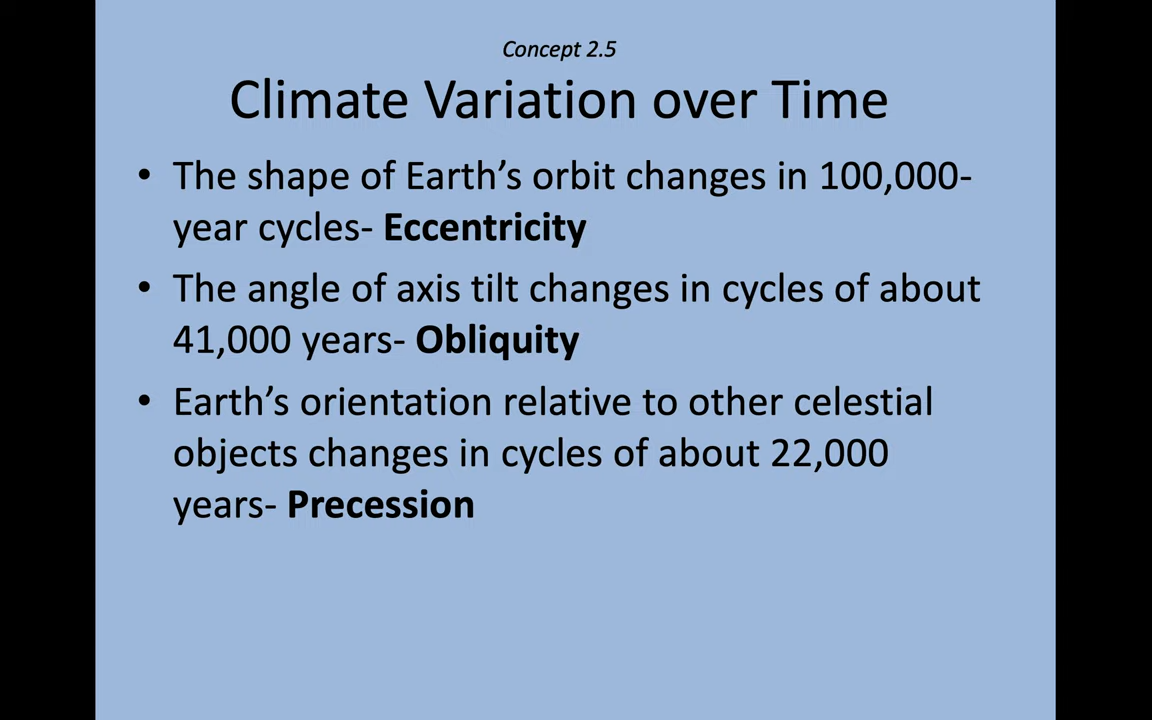 Concept 2.5
Climate Variation over Time
• The shape of Earth’s orbit changes in 100,000-
year cycles- Eccentricity
• The angle of axis tilt changes in cycles of about
41,000 years- Obliquity
• Earth’s orientation relative to other celestial
objects changes in cycles of about 22,000
years- Precession